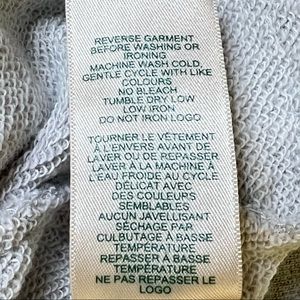 REVERSE GARMENT
BEFORE WASHING OR
IRONING
MACHINE WASH COLD,
GENTLE CYCLE WITH LIKE
COLOURS
NO BLEACH
TUMBLE DRY LOW
LOW IRON
DO NOT IRON LOGO
TOURNER LE VÊTEMENT
À L'ENVERS AVANT DE
LAVER OU DE REPASSER
LAVER À LA MACHINE À
L'EAU FROIDE AU CYCLE
DÉLICAT AVEC
DES COULEURS
SEMBLABLES
AUCUN JAVELLISANT
SÉCHAGE PAR
CULBUTAGE À BASSE
TEMPÉRATURE
REPASSER À BASSE
TEMPÉRATURE
NE PAS REPASSER LE
LOGO